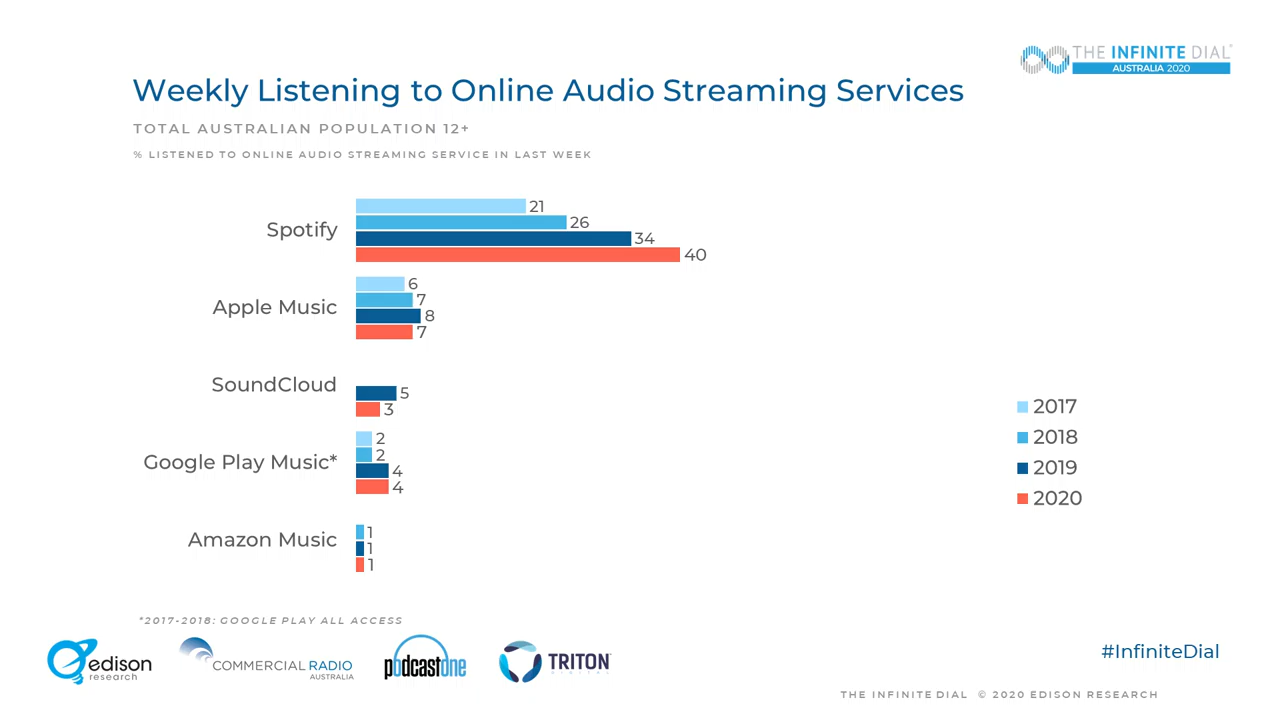 THE INFINITE DIAL
AUSTRALIA 2020
Weekly Listening to Online Audio Streaming Services
TOTAL AUSTRALIAN POPULATION 12+
% LISTENED TO ONLINE AUDIO STREAMING SERVICE IN LAST WEEK
Spotify
21
26
34
40
Apple Music
6
7
8
7
SoundCloud
5
3
Google Play Music*
2
2
4
4
Amazon Music
1
1
1
2017
2018
2019
2020
*2017-2018: GOOGLE PLAY ALL ACCESS
edison
research
COMMERCIAL RADIO
AUSTRALIA
podcastone
TRITON
DIGITAL
#InfiniteDial
THE INFINITE DIAL © 2020 EDISON RESEARCH